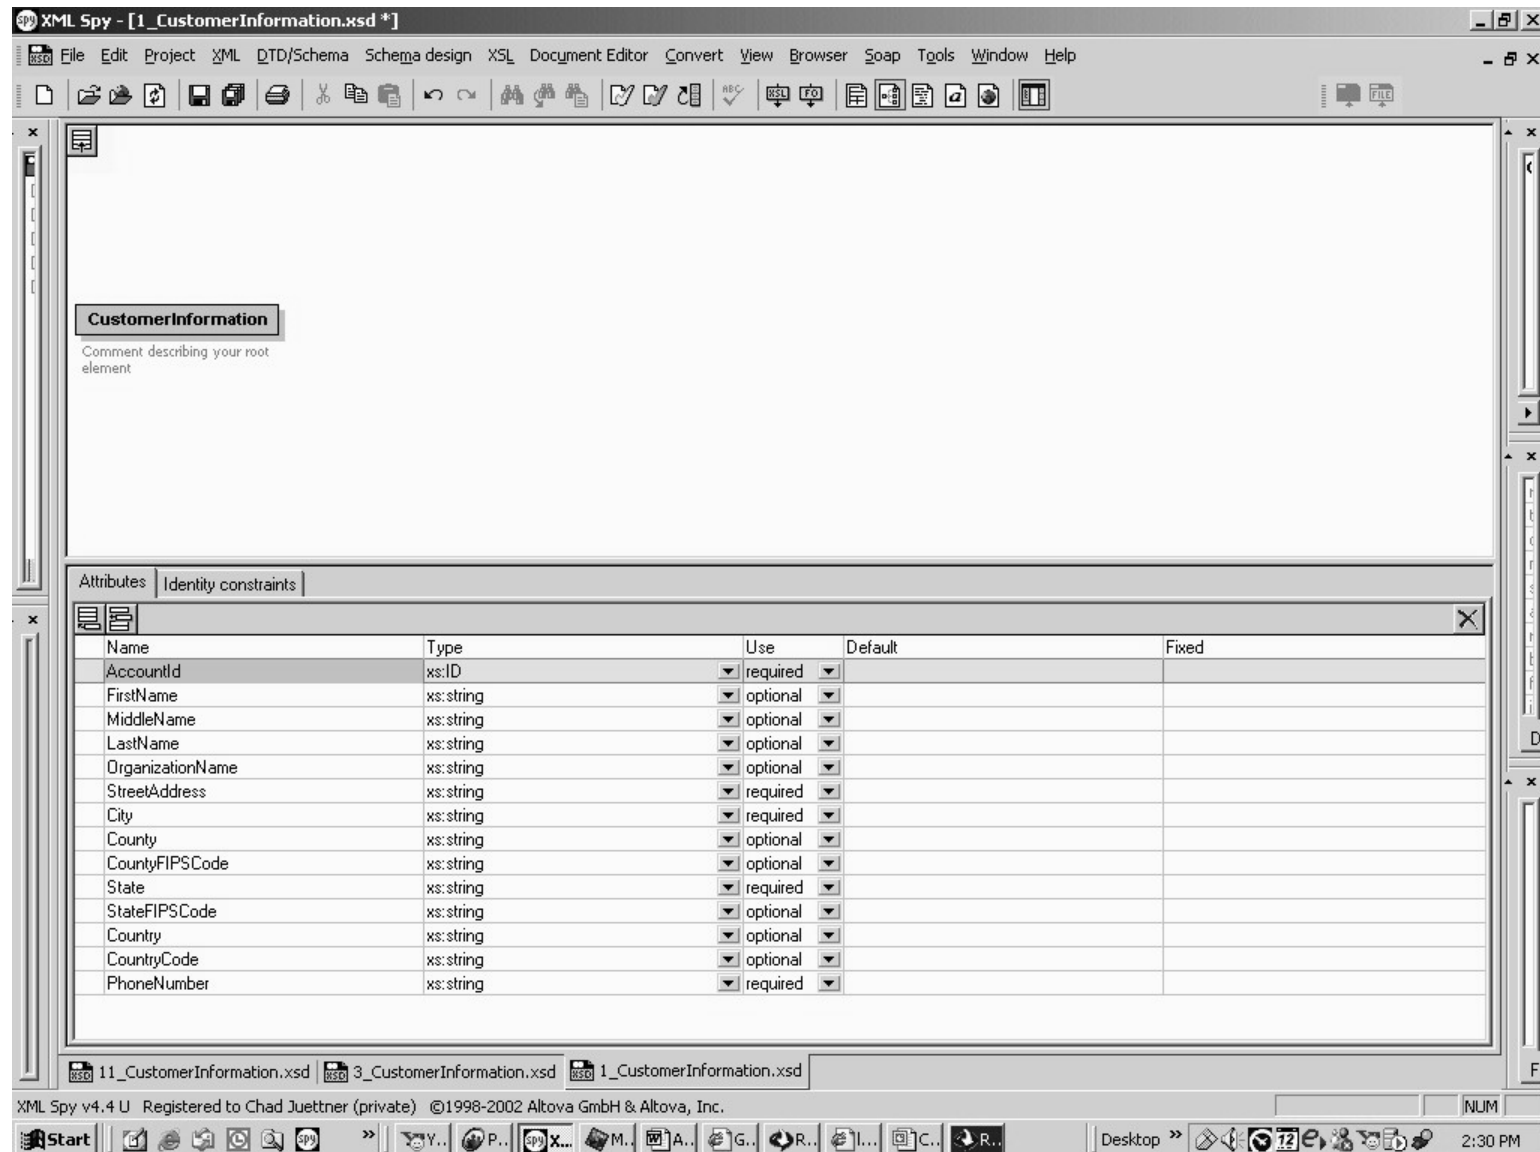 XML Spy - [1_CustomerInformation.xsd *]
File Edit Project XML DTD/Schema Schema design XSL Document Editor Convert View Browser Soap Tools Window Help
CustomerInformation
Comment describing your root
element
Attributes Identity constraints
Name Type Use Default Fixed
AccountId xs:ID required
FirstName xs:string optional
MiddleName xs:string optional
LastName xs:string optional
OrganizationName xs:string optional
StreetAddress xs:string required
City xs:string required
County xs:string optional
CountyFIPSCode xs:string optional
State xs:string required
StateFIPSCode xs:string optional
Country xs:string optional
CountryCode xs:string optional
PhoneNumber xs:string required
11_CustomerInformation.xsd 3_CustomerInformation.xsd 1_CustomerInformation.xsd
XML Spy v4.4 U Registered to Chad Juettner (private) ©1998-2002 Altova GmbH & Altova, Inc. NUM
Start Y.. P.. X... M.. A.. G.. R.. I... C.. R.. Desktop » 12 2:30 PM